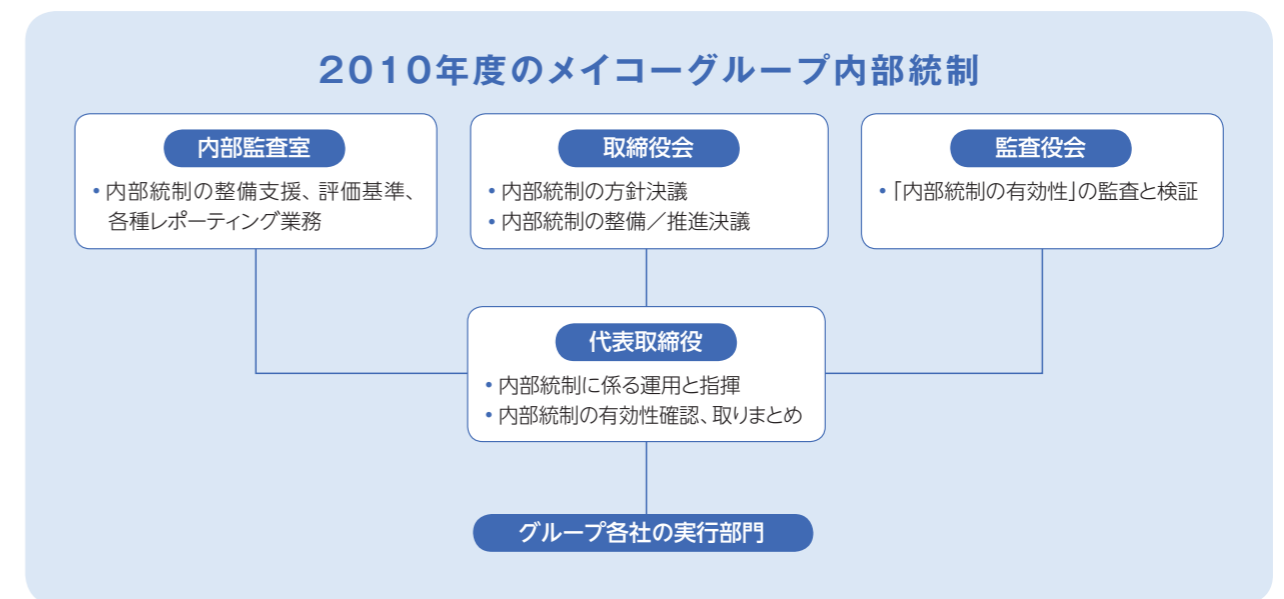 2010年度のメイコーグループ内部統制
内部監査室
・内部統制の整備支援、評価基準、
各種レポーティング業務
取締役会
・内部統制の方針決議
・内部統制の整備／推進決議
監査役会
・「内部統制の有効性」の監査と検証
代表取締役
・内部統制に係る運用と指揮
・内部統制の有効性確認、取りまとめ
グループ各社の実行部門